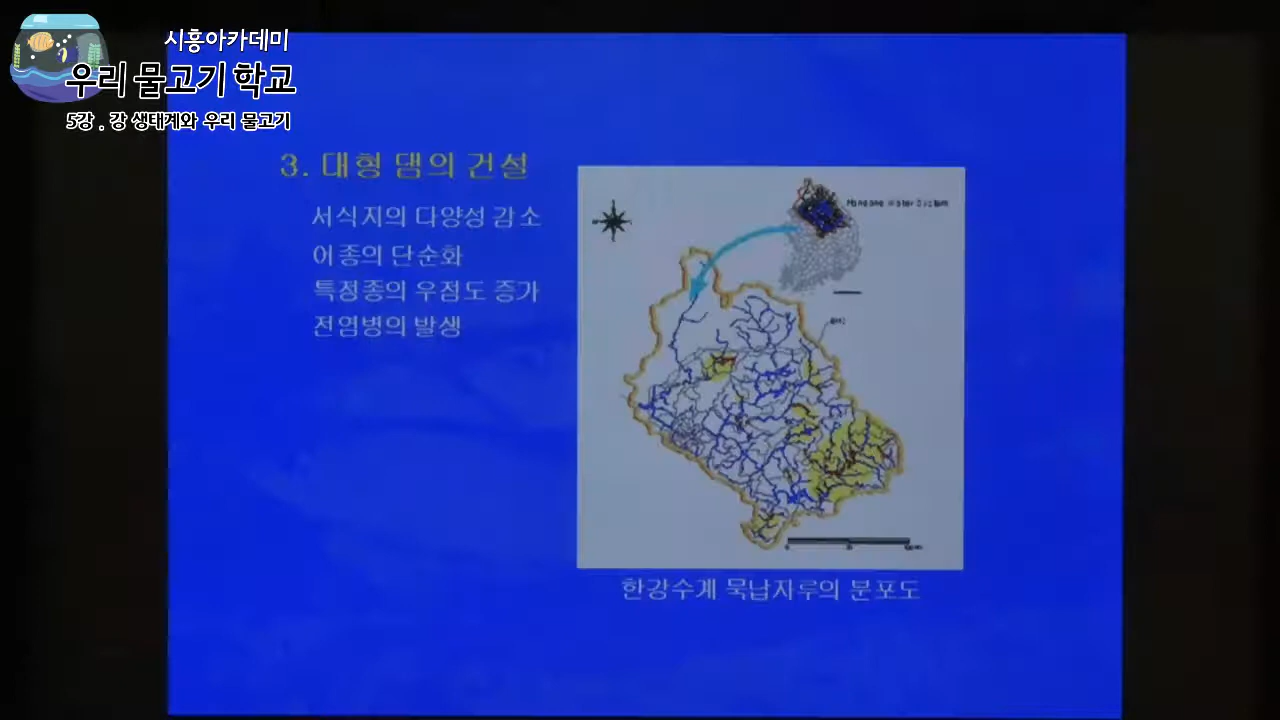 시흥아카데미
우리 물고기 학교
5강 . 강 생태계와 우리 물고기
3. 대형 댐의 건설
서식지의 다양성 감소
어종의 단순화
특정종의 우점도 증가
전염병의 발생
한강수계 묵납자루의 분포도